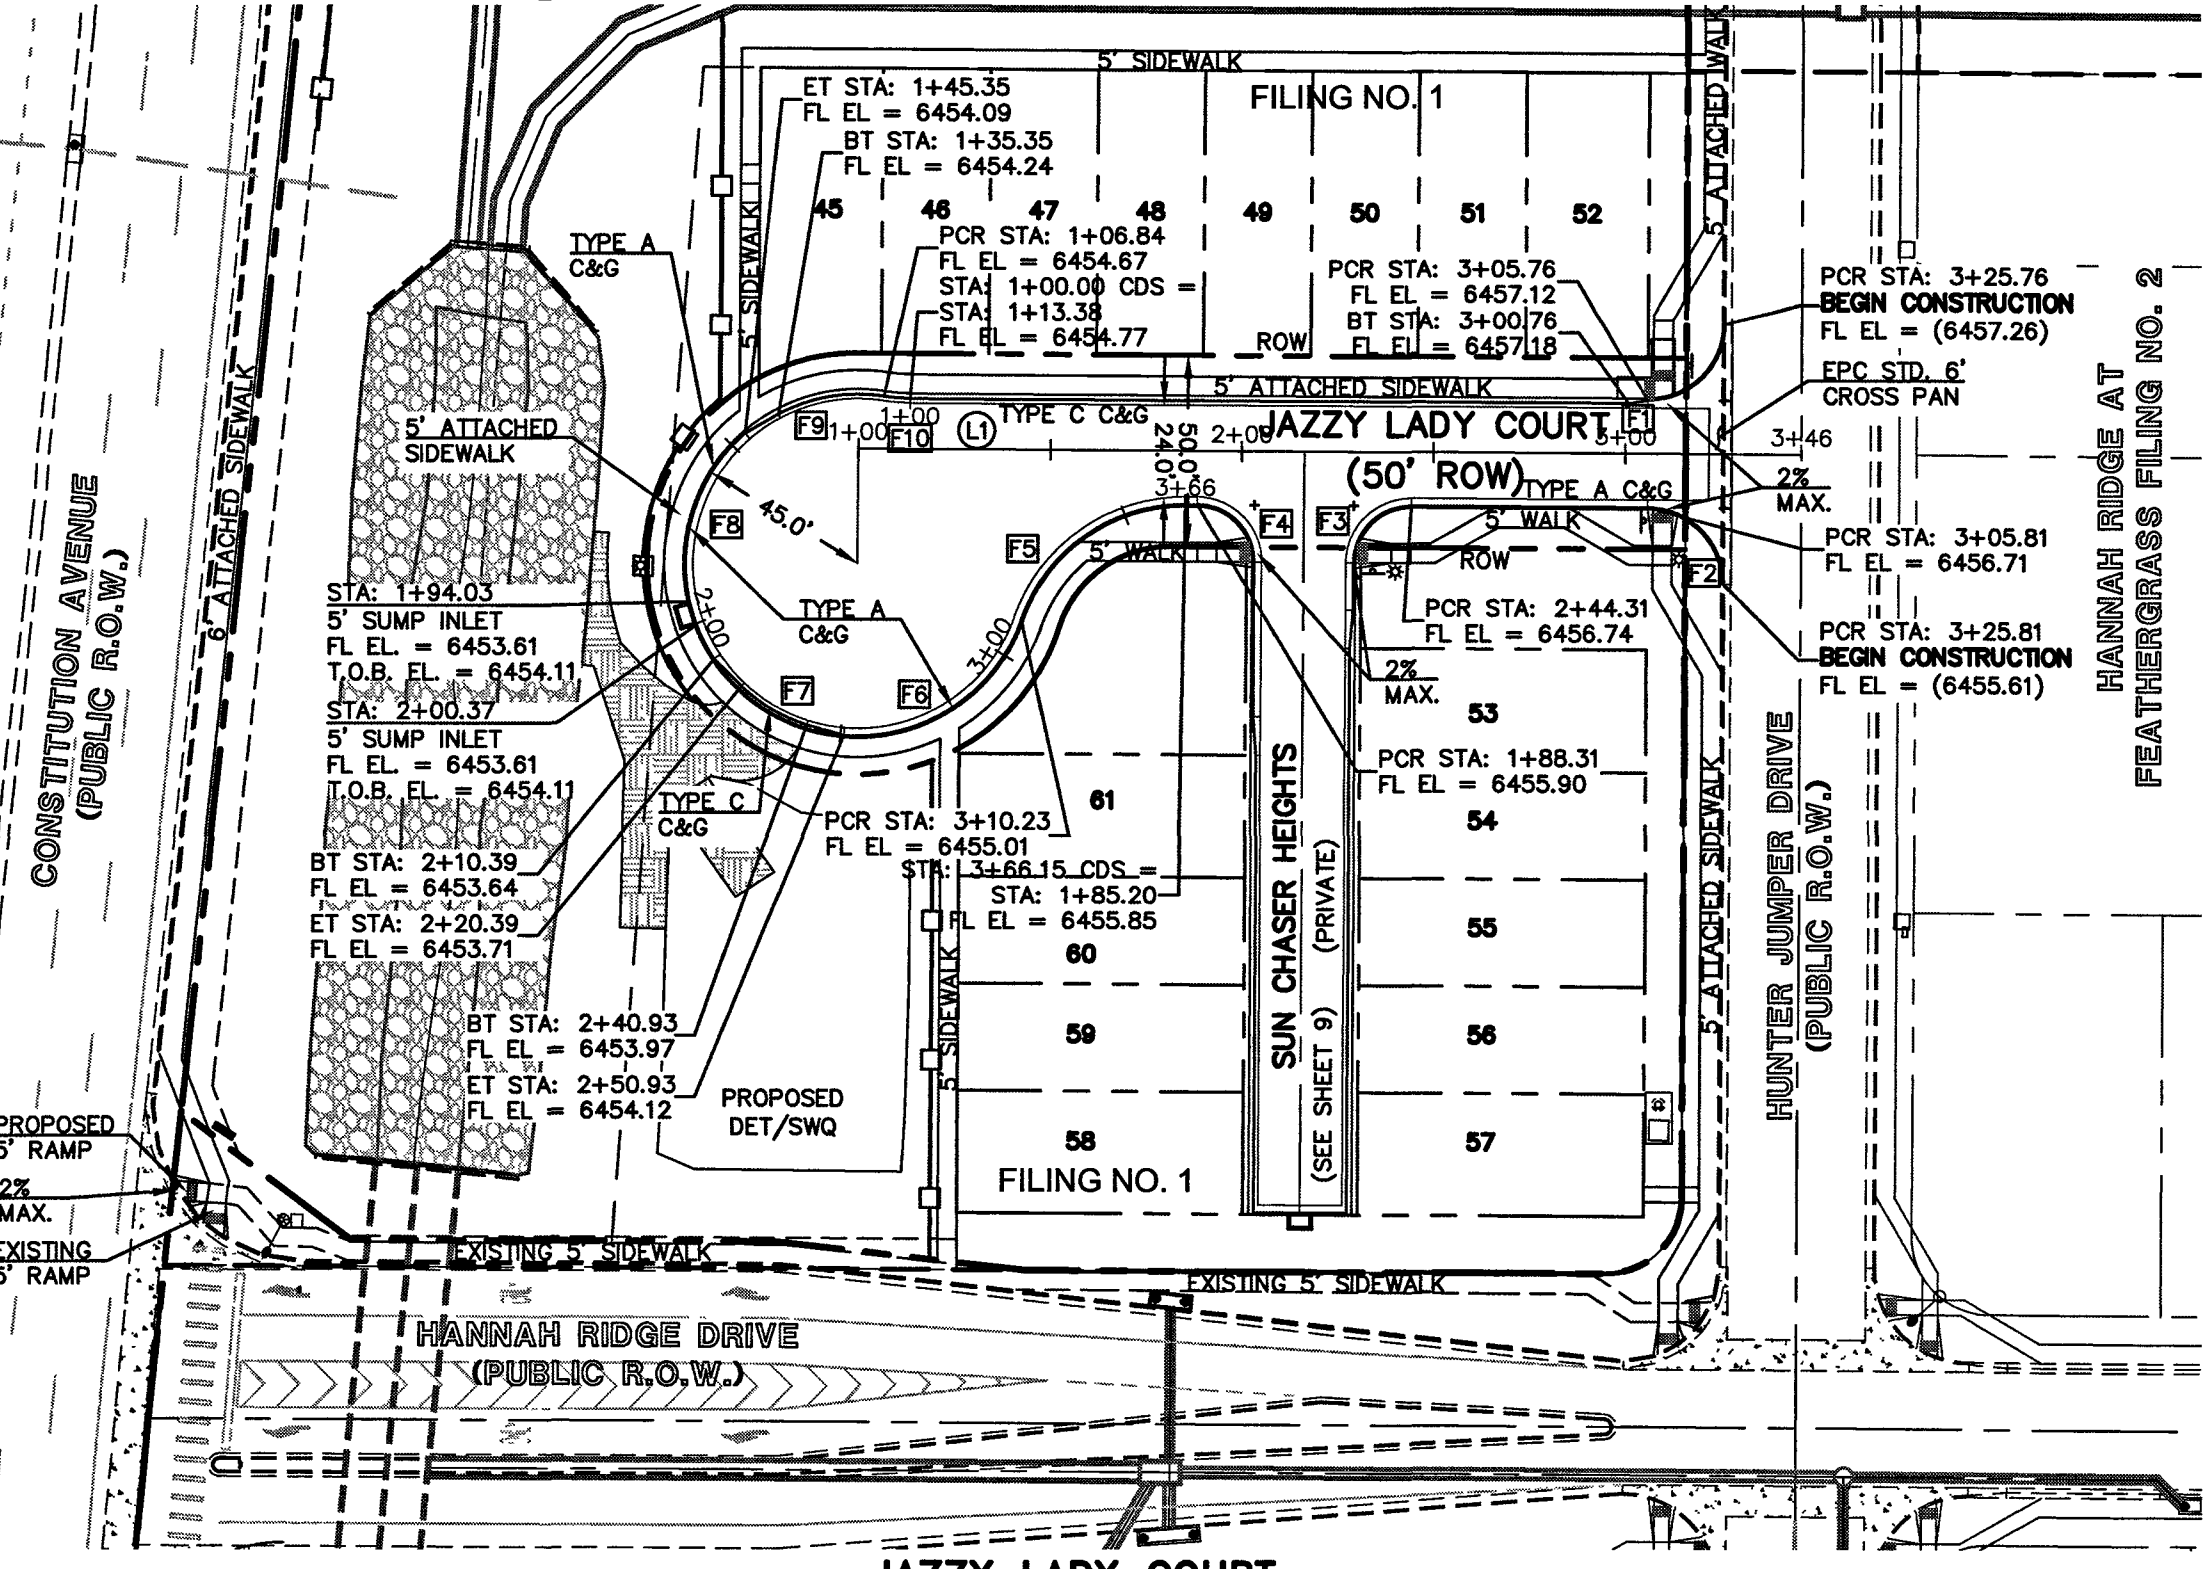 5' SIDEWALK
FILING NO. 1
ET STA: 1+45.35
FL EL = 6454.09
BT STA: 1+35.35
FL EL = 6454.24
5' ATTACHED WALK
45
46
47
48
49
50
51
52
TYPE A
C&G
5' SIDEWALK
PCR STA: 1+06.84
FL EL = 6454.67
STA: 1+00.00 CDS =
STA: 1+13.38
FL EL = 6454.77
PCR STA: 3+05.76
FL EL = 6457.12
BT STA: 3+00.76
FL EL = 6457.18
ROW
PCR STA: 3+25.76
BEGIN CONSTRUCTION
FL EL = (6457.26)
EPC STD. 6'
CROSS PAN
HANNAH RIDGE AT
FEATHERGRASS FILING NO. 2
5' ATTACHED SIDEWALK
TYPE C C&G
JAZZY LADY COURT
(50' ROW)
F9
1+00
1+00
F10
L1
2+00
3+00
F1
3+46
50.0'
24.0'
3+66
TYPE A C&G
2%
MAX.
5' ATTACHED
SIDEWALK
6' ATTACHED SIDEWALK
CONSTITUTION AVENUE
(PUBLIC R.O.W.)
F8
45.0'
F5
5' WALK
F4
F3
5' WALK
ROW
F2
PCR STA: 3+05.81
FL EL = 6456.71
PCR STA: 2+44.31
FL EL = 6456.74
PCR STA: 3+25.81
BEGIN CONSTRUCTION
FL EL = (6455.61)
STA: 1+94.03
5' SUMP INLET
FL EL. = 6453.61
T.O.B. EL. = 6454.11
STA: 2+00.37
5' SUMP INLET
FL EL. = 6453.61
T.O.B. EL. = 6454.11
2+00
TYPE A
C&G
3+00
F7
F6
2%
MAX.
53
PCR STA: 1+88.31
FL EL = 6455.90
TYPE C
C&G
61
54
PCR STA: 3+10.23
FL EL = 6455.01
STA: 3+66.15 CDS =
STA: 1+85.20
FL EL = 6455.85
BT STA: 2+10.39
FL EL = 6453.64
ET STA: 2+20.39
FL EL = 6453.71
55
60
SUN CHASER HEIGHTS
(SEE SHEET 9) (PRIVATE)
5' ATTACHED SIDEWALK
HUNTER JUMPER DRIVE
(PUBLIC R.O.W.)
5' SIDEWALK
BT STA: 2+40.93
FL EL = 6453.97
ET STA: 2+50.93
FL EL = 6454.12
59
56
PROPOSED
DET/SWQ
58
57
FILING NO. 1
PROPOSED
5' RAMP
2%
MAX.
EXISTING
5' RAMP
EXISTING 5' SIDEWALK
EXISTING 5' SIDEWALK
HANNAH RIDGE DRIVE
(PUBLIC R.O.W.)
JAZZY LADY COURT